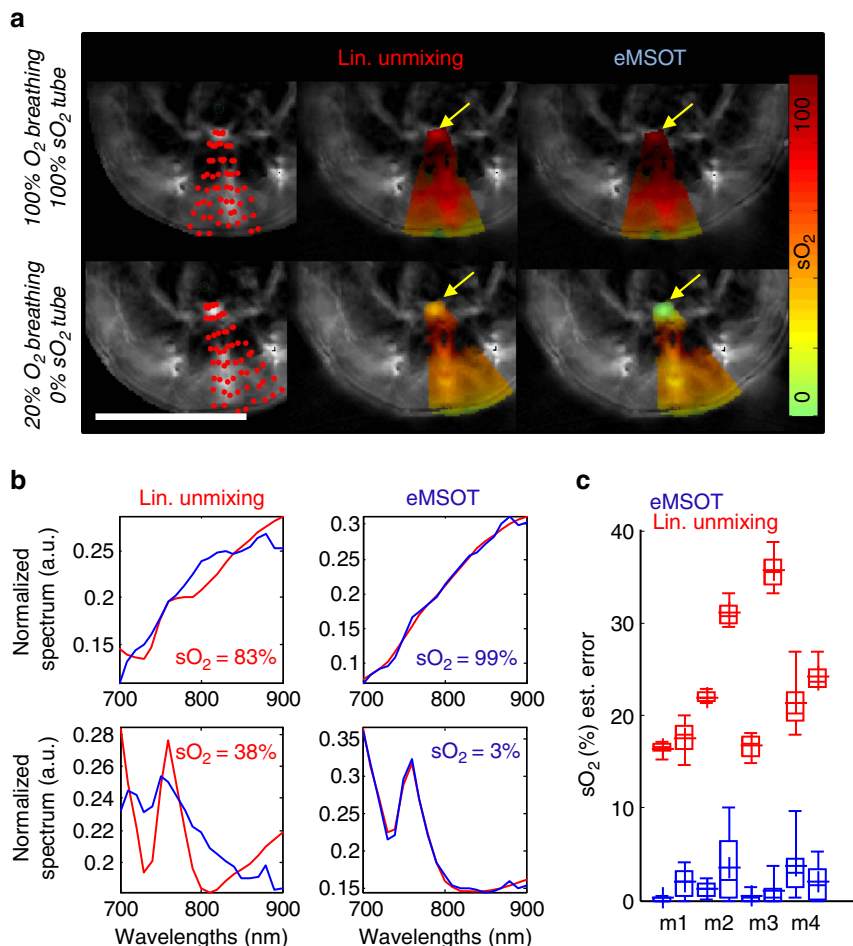 a
Lin. unmixing
eMSOT
100% O2 breathing
100% sO2 tube
20% O2 breathing
0% sO2 tube
100
sO2
0
b
Lin. unmixing
eMSOT
Normalized
spectrum (a.u.)
0.25
0.2
0.15
sO2 = 83%
700
800
900
0.3
0.25
0.2
0.15
0.1
sO2 = 99%
700
800
900
Normalized
spectrum (a.u.)
0.28
0.26
0.24
0.22
0.2
sO2 = 38%
700
800
900
Wavelengths (nm)
0.35
0.3
0.25
0.2
0.15
sO2 = 3%
700
800
900
Wavelengths (nm)
c
eMSOT
Lin. unmixing
sO2 (%) est. error
40
30
20
10
0
m1
m2
m3
m4